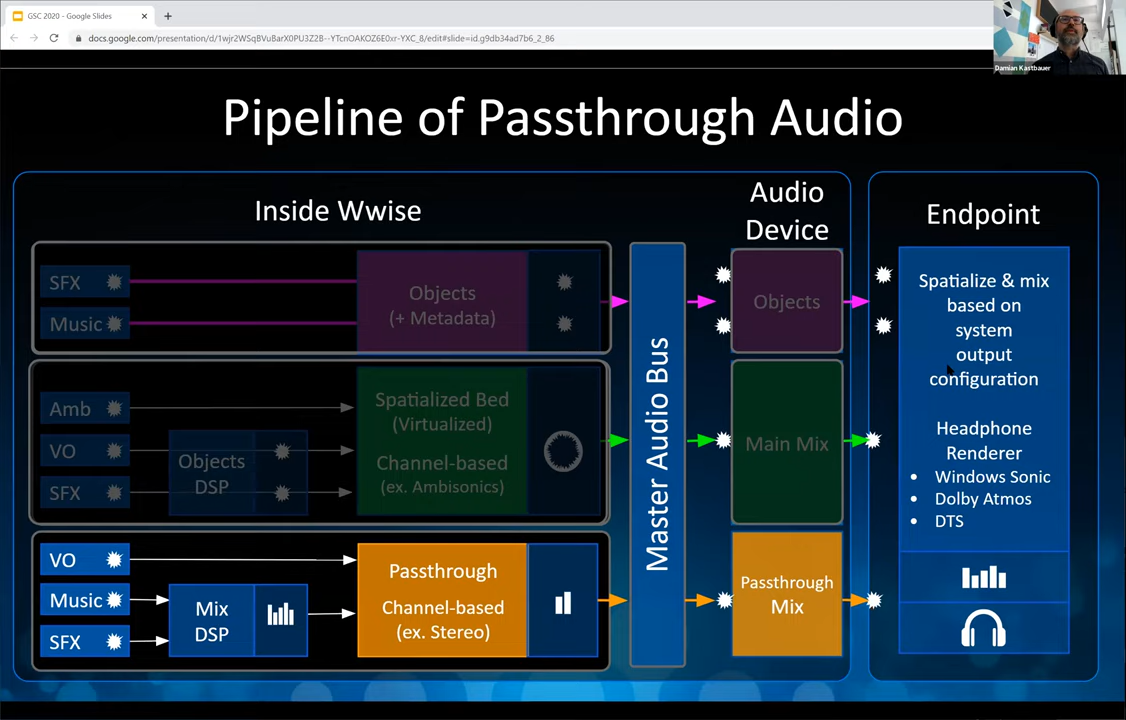 GSC 2020 - Google Slides
docs.google.com/presentation/d/1wjr2WSqBVuBarX0PU3Z2B--YTcnOAKOZ6E0xr-YXC_8/edit#slide=id.g9db34ad7b6_2_86
Damian Kastbauer
Pipeline of Passthrough Audio
Inside Wwise
SFX
Music
Objects
(+ Metadata)
Amb
VO
SFX
Objects
DSP
Spatialized Bed
(Virtualized)
Channel-based
(ex. Ambisonics)
VO
Music
SFX
Mix
DSP
Passthrough
Channel-based
(ex. Stereo)
Master Audio Bus
Audio
Device
Objects
Main Mix
Passthrough
Mix
Endpoint
Spatialize & mix
based on
system
output
configuration
Headphone
Renderer
• Windows Sonic
• Dolby Atmos
• DTS